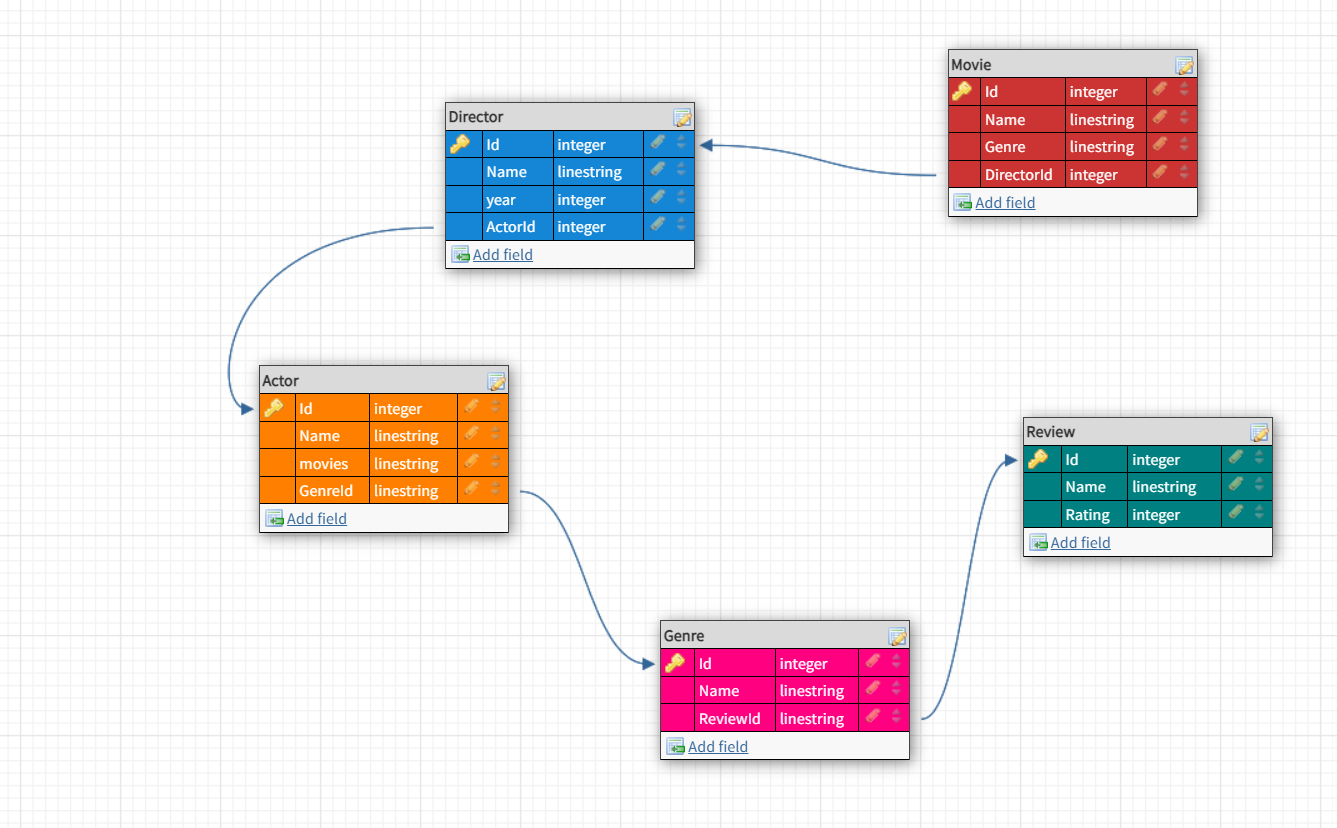 Movie
Id integer
Name linestring
Genre linestring
DirectorId integer
Add field
Director
Id integer
Name linestring
year integer
ActorId integer
Add field
Actor
Id integer
Name linestring
movies linestring
GenreId linestring
Add field
Review
Id integer
Name linestring
Rating integer
Add field
Genre
Id integer
Name linestring
ReviewId linestring
Add field